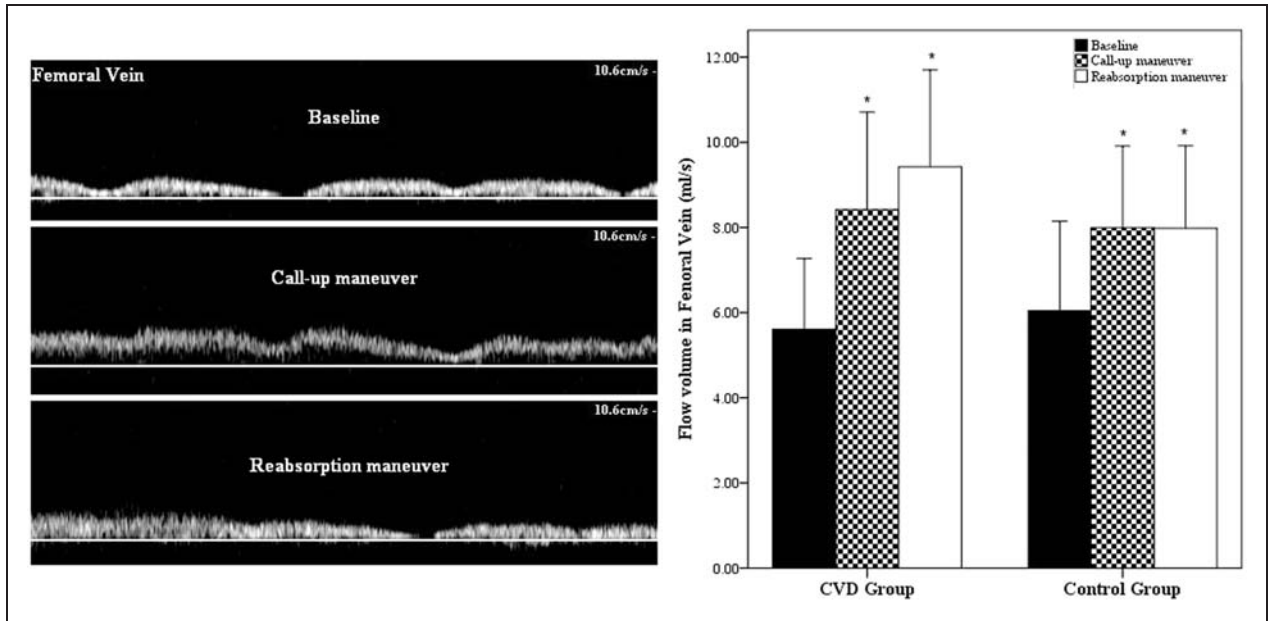 Femoral Vein
10.6cm/s -
Baseline
10.6cm/s -
Call-up maneuver
10.6cm/s -
Reabsorption maneuver
Flow volume in Fenoral Vein (ml/s)
12.00
10.00
8.00
6.00
4.00
2.00
0.00
* * * *
Baseline
Call-up maneuver
Reabsorption maneuver
CVD Group
Control Group